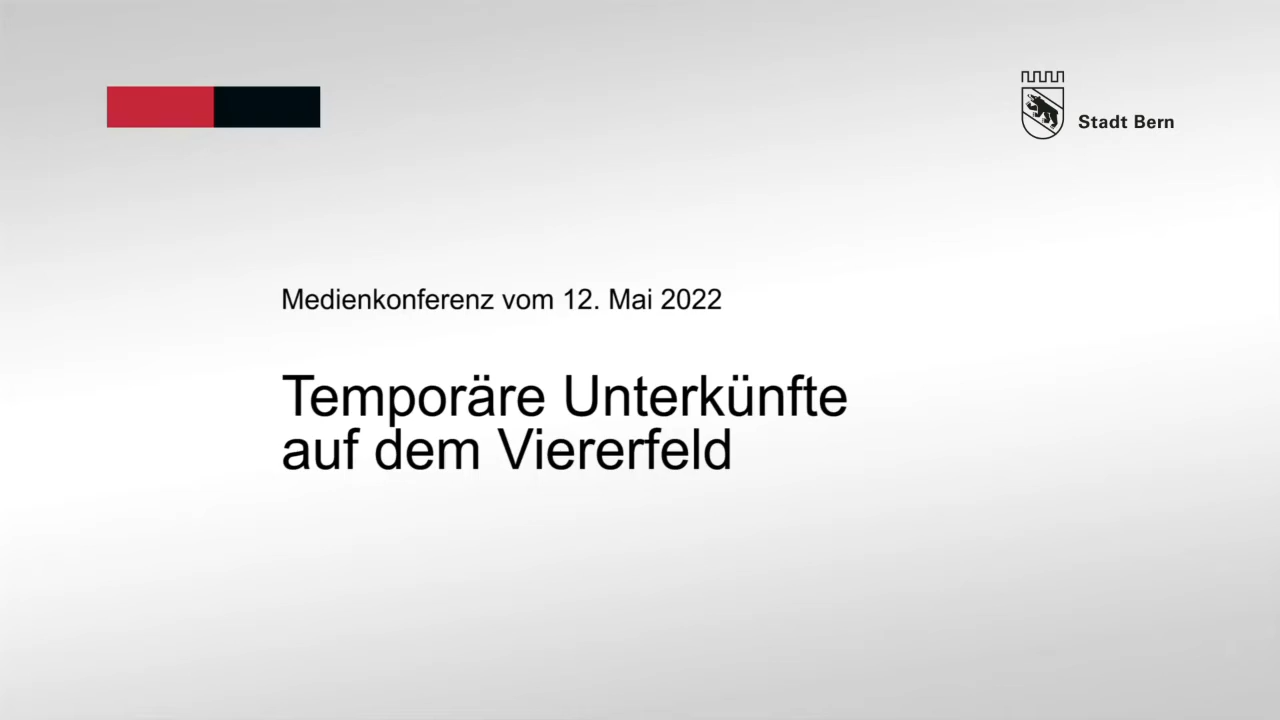 Stadt Bern
Medienkonferenz vom 12. Mai 2022
Temporäre Unterkünfte
auf dem Viererfeld